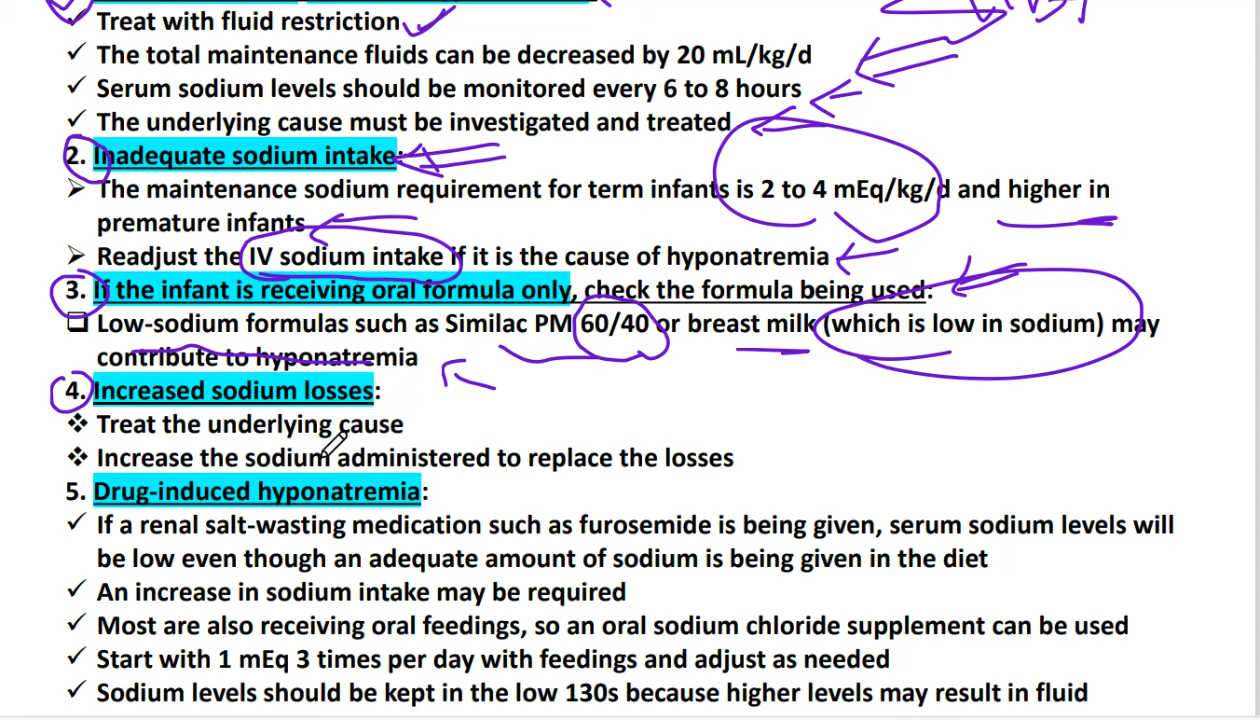 ✓ Treat with fluid restriction
✓ The total maintenance fluids can be decreased by 20 mL/kg/d
✓ Serum sodium levels should be monitored every 6 to 8 hours
✓ The underlying cause must be investigated and treated
2. Inadequate sodium intake:
➢ The maintenance sodium requirement for term infants is 2 to 4 mEq/kg/d and higher in
premature infants
➢ Readjust the IV sodium intake if it is the cause of hyponatremia
3. If the infant is receiving oral formula only, check the formula being used:
❑ Low-sodium formulas such as Similac PM 60/40 or breast milk (which is low in sodium) may
contribute to hyponatremia
4. Increased sodium losses:
❖ Treat the underlying cause
❖ Increase the sodium administered to replace the losses
5. Drug-induced hyponatremia:
✓ If a renal salt-wasting medication such as furosemide is being given, serum sodium levels will
be low even though an adequate amount of sodium is being given in the diet
✓ An increase in sodium intake may be required
✓ Most are also receiving oral feedings, so an oral sodium chloride supplement can be used
✓ Start with 1 mEq 3 times per day with feedings and adjust as needed
✓ Sodium levels should be kept in the low 130s because higher levels may result in fluid